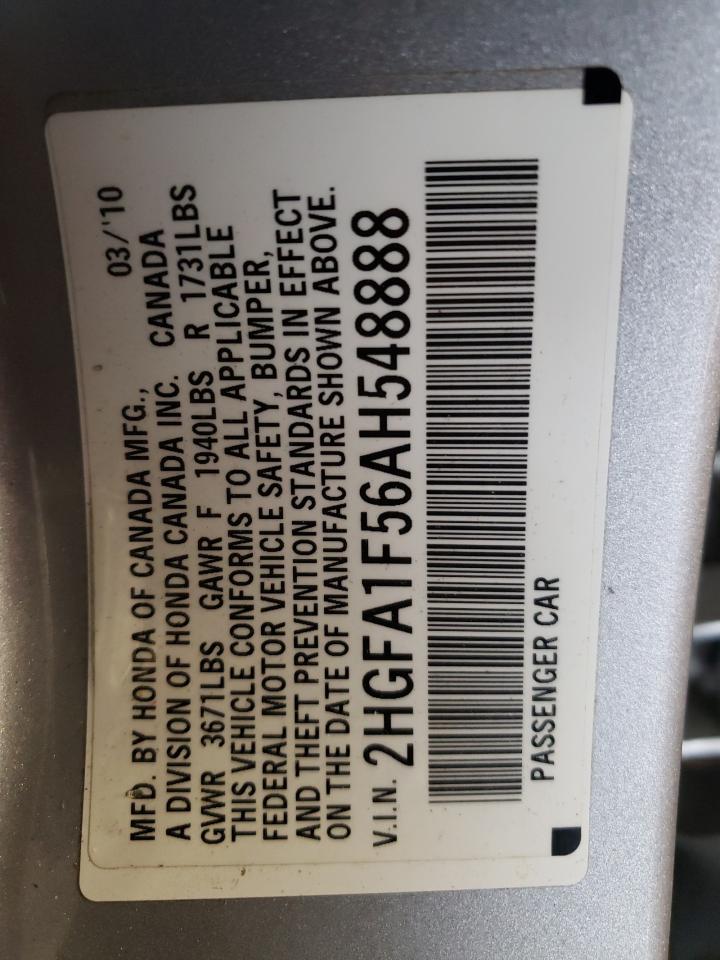 MFD. BY HONDA OF CANADA MFG., 03/'10
A DIVISION OF HONDA CANADA INC. CANADA
GVWR 3671LBS GAWR F 1940LBS R 1731LBS
THIS VEHICLE CONFORMS TO ALL APPLICABLE
FEDERAL MOTOR VEHICLE SAFETY, BUMPER,
AND THEFT PREVENTION STANDARDS IN EFFECT
ON THE DATE OF MANUFACTURE SHOWN ABOVE.
V.I.N. 2HGFA1F56AH548888
PASSENGER CAR